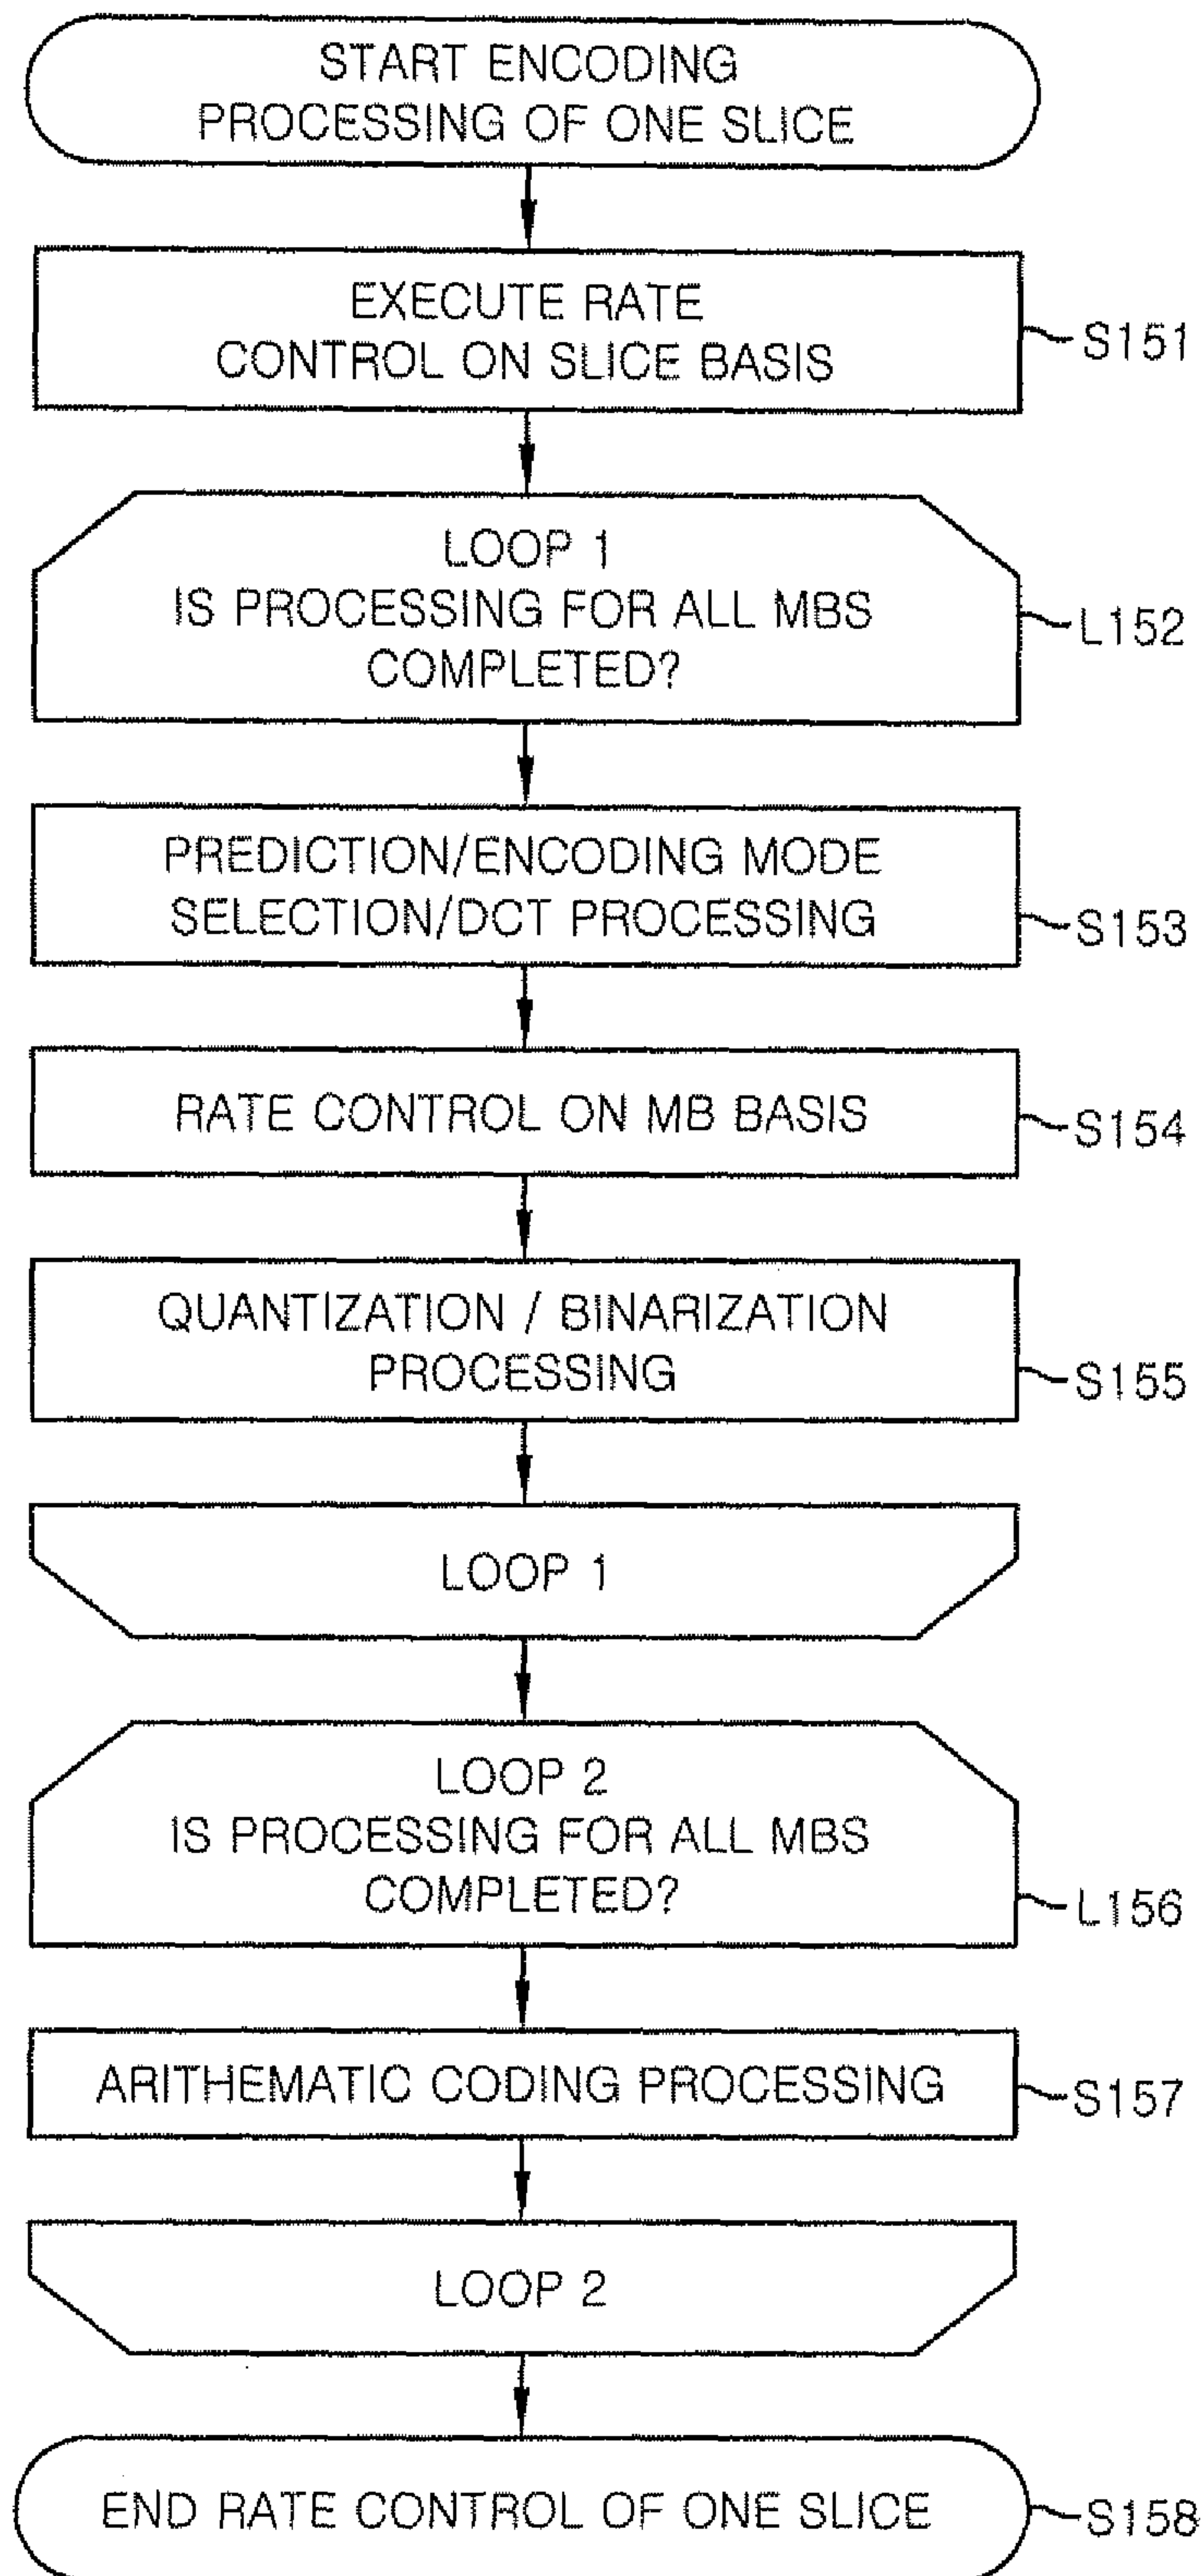 START ENCODING
PROCESSING OF ONE SLICE
EXECUTE RATE
CONTROL ON SLICE BASIS
S151
LOOP 1
IS PROCESSING FOR ALL MBS
COMPLETED?
L152
PREDICTION/ENCODING MODE
SELECTION/DCT PROCESSING
S153
RATE CONTROL ON MB BASIS
S154
QUANTIZATION / BINARIZATION
PROCESSING
S155
LOOP 1
LOOP 2
IS PROCESSING FOR ALL MBS
COMPLETED?
L156
ARITHEMATIC CODING PROCESSING
S157
LOOP 2
END RATE CONTROL OF ONE SLICE
S158